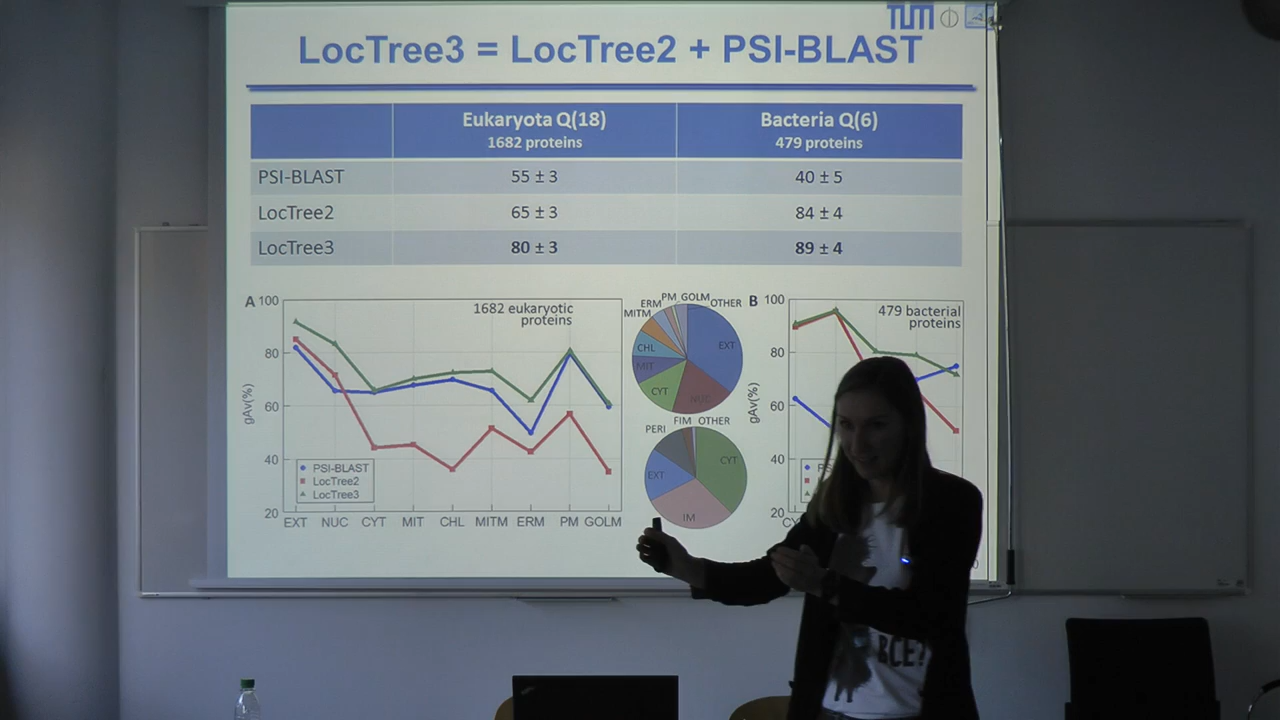 TUM
LocTree3 = LocTree2 + PSI-BLAST
Eukaryota Q(18) Bacteria Q(6)
1682 proteins 479 proteins
PSI-BLAST 55 ± 3 40 ± 5
LocTree2 65 ± 3 84 ± 4
LocTree3 80 ± 3 89 ± 4
A
1682 eukaryotic
proteins
gAv(%)
100
80
60
40
20
PSI-BLAST
LocTree2
LocTree3
EXT NUC CYT MIT CHL MITM ERM PM GOLM
PM GOLM
ERM OTHER
MITM
EXT
CHL
MIT
CYT
NUC
FIM OTHER
PERI
CYT
EXT
IM
B
479 bacterial
proteins
gAv(%)
100
80
60
40
20
ВСЕ?